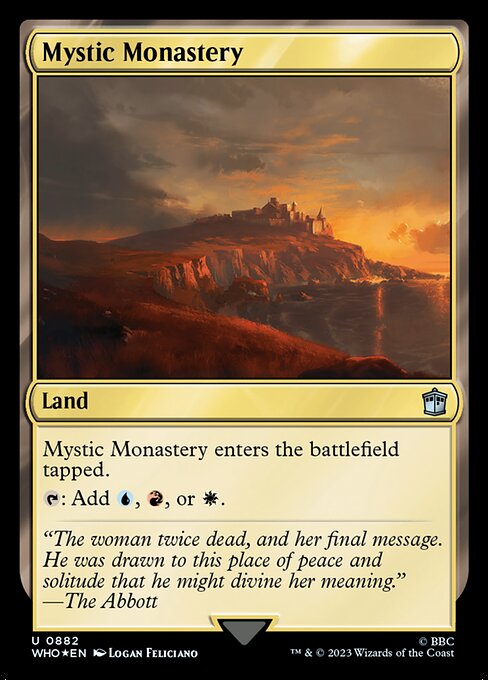 Mystic Monastery
Land
Mystic Monastery enters the battlefield
tapped.
: Add , , or .
“The woman twice dead, and her final message.
He was drawn to this place of peace and
solitude that he might divine her meaning.”
—The Abbott
U 0882
WHO★EN Logan Feliciano
© BBC
™ & © 2023 Wizards of the Coast